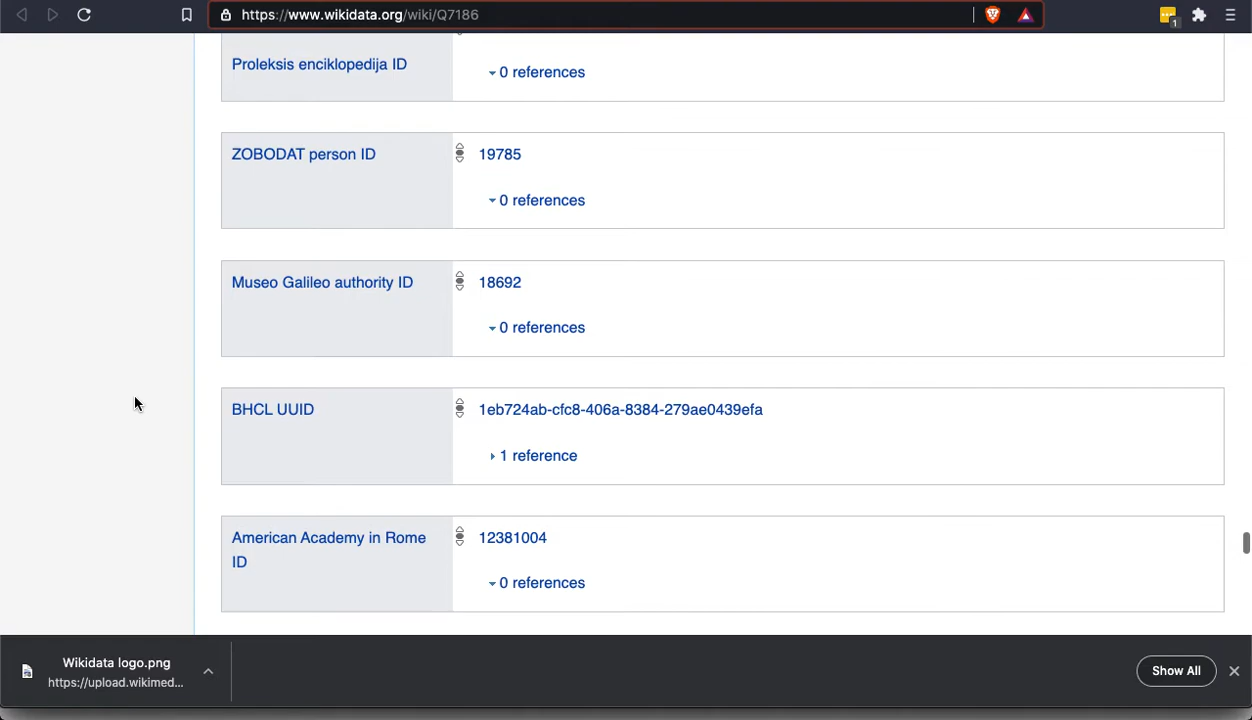 https://www.wikidata.org/wiki/Q7186
1
Proleksis enciklopedija ID
0 references
ZOBODAT person ID
19785
0 references
Museo Galileo authority ID
18692
0 references
BHCL UUID
1eb724ab-cfc8-406a-8384-279ae0439efa
1 reference
American Academy in Rome
ID
12381004
0 references
Wikidata logo.png
https://upload.wikimed...
Show All